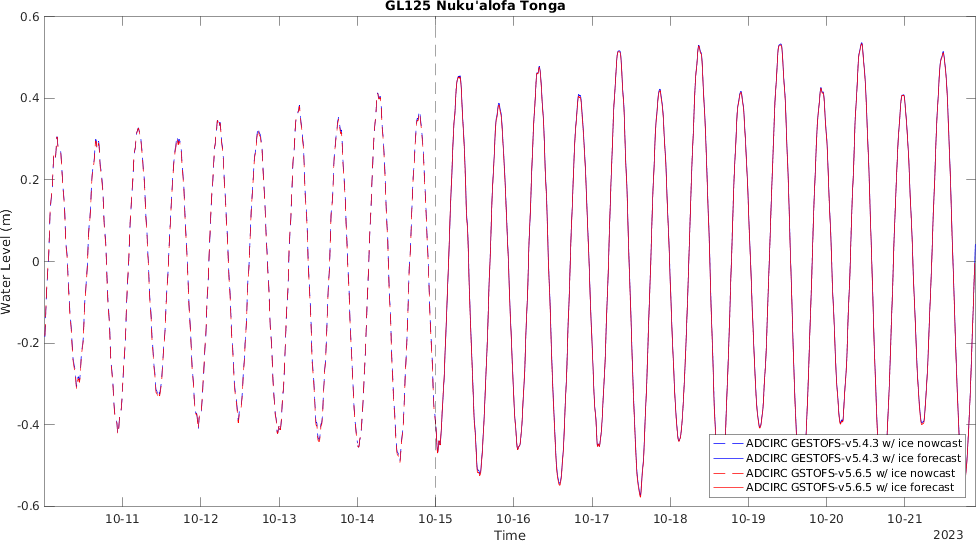 GL125 Nuku'alofa Tonga
0.6
0.4
0.2
0
-0.2
-0.4
-0.6
Water Level (m)
10-11 10-12 10-13 10-14 10-15 10-16 10-17 10-18 10-19 10-20 10-21
Time
2023
ADCIRC GESTOFS-v5.4.3 w/ ice nowcast
ADCIRC GESTOFS-v5.4.3 w/ ice forecast
ADCIRC GSTOFS-v5.6.5 w/ ice nowcast
ADCIRC GSTOFS-v5.6.5 w/ ice forecast